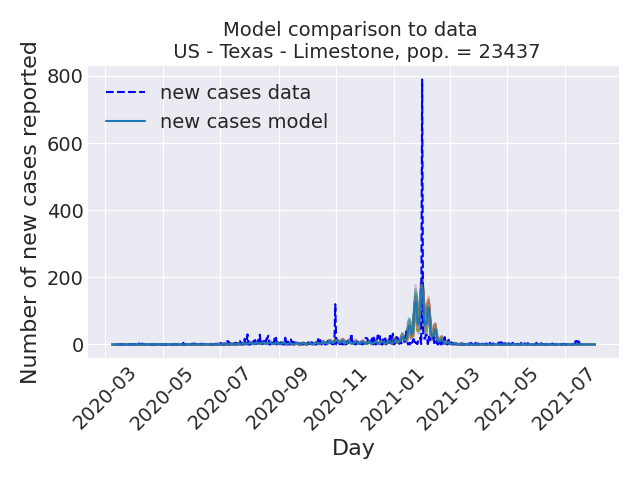 Model comparison to data
US - Texas - Limestone, pop. = 23437
Number of new cases reported
800
600
400
200
0
new cases data
new cases model
2020-03
2020-05
2020-07
2020-09
2020-11
2021-01
2021-03
2021-05
2021-07
Day